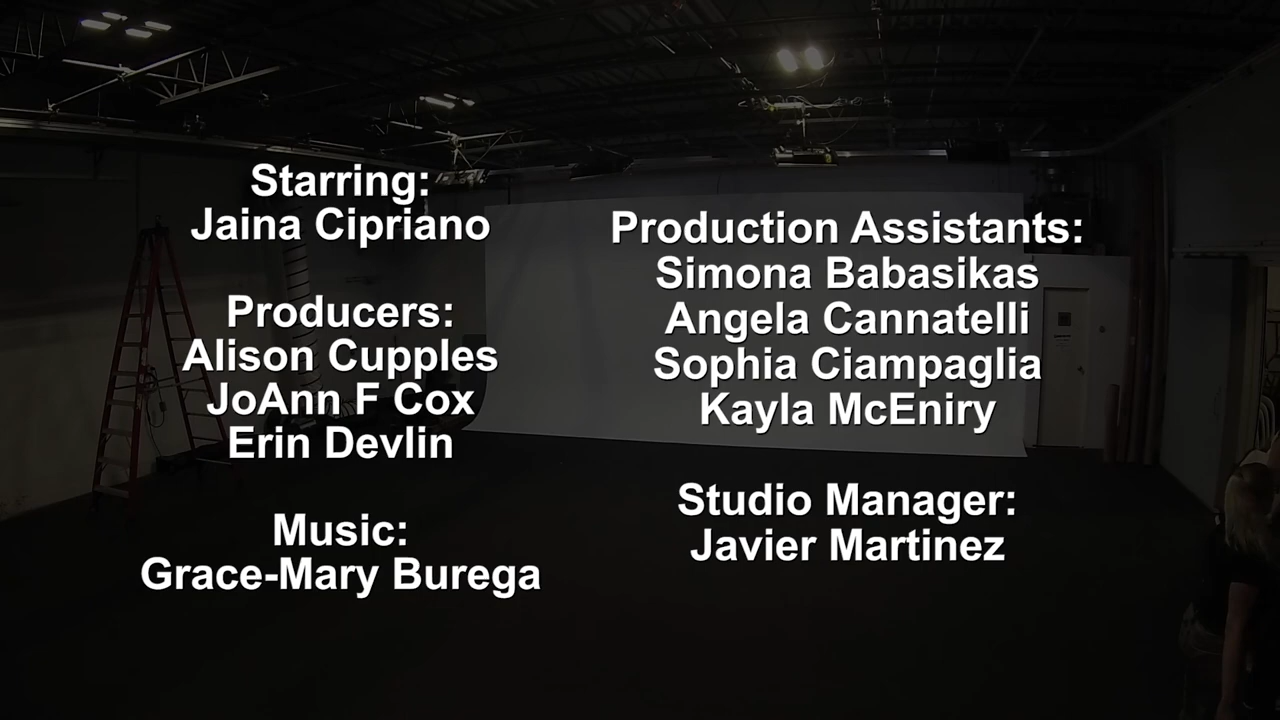 Starring:
Jaina Cipriano
Producers:
Alison Cupples
JoAnn F Cox
Erin Devlin
Music:
Grace-Mary Burega
Production Assistants:
Simona Babasikas
Angela Cannatelli
Sophia Ciampaglia
Kayla McEniry
Studio Manager:
Javier Martinez